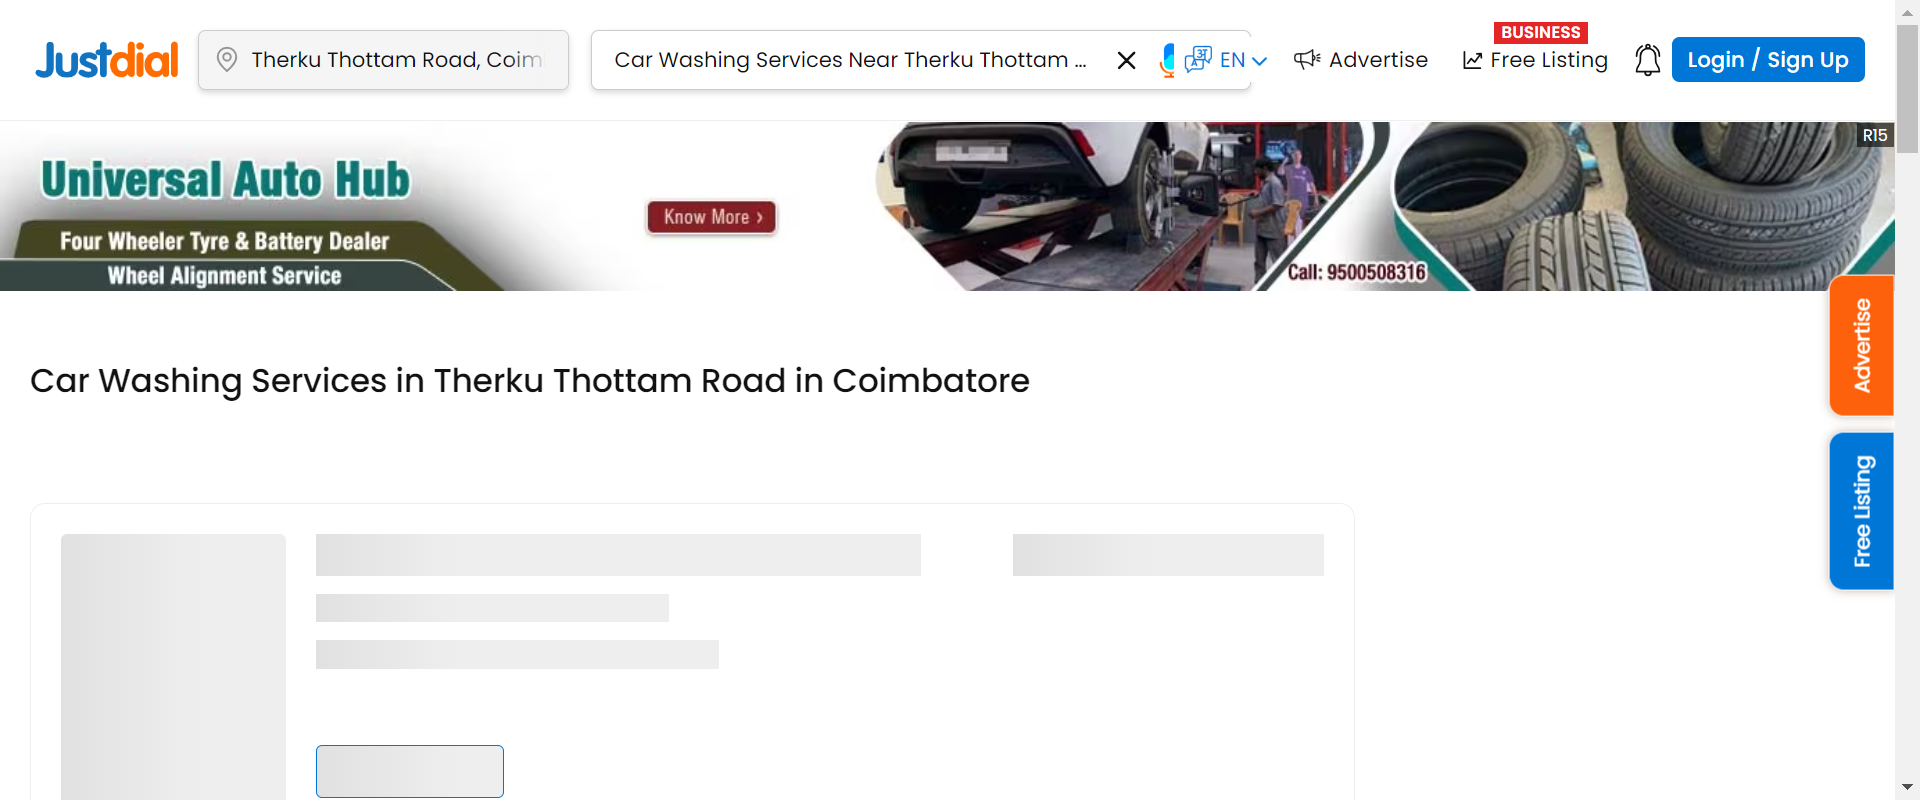 Justdial
Therku Thottam Road, Coim
Car Washing Services Near Therku Thottam ...
EN
Advertise
BUSINESS
Free Listing
Login / Sign Up
R15
Universal Auto Hub
Four Wheeler Tyre & Battery Dealer
Wheel Alignment Service
Know More ›
Call: 9500508316
Advertise
Free Listing
Car Washing Services in Therku Thottam Road in Coimbatore